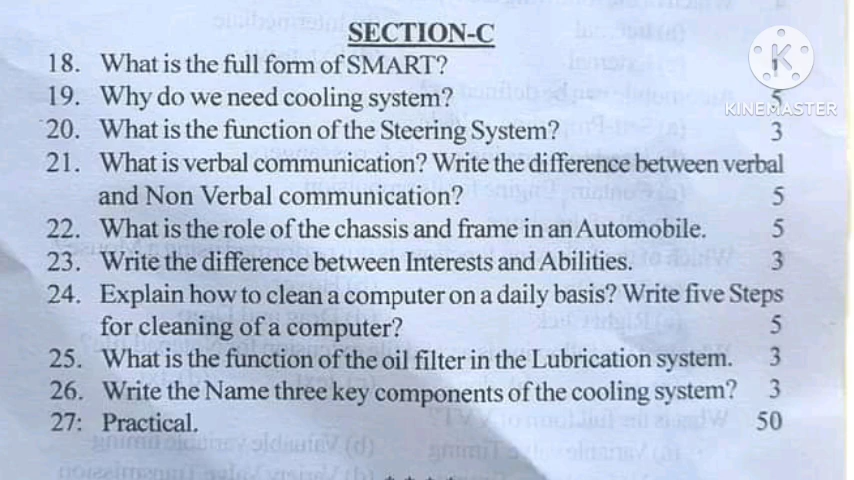 SECTION-C
18. What is the full form of SMART? 1
19. Why do we need cooling system? 5
20. What is the function of the Steering System? 3
21. What is verbal communication? Write the difference between verbal
and Non Verbal communication? 5
22. What is the role of the chassis and frame in an Automobile. 5
23. Write the difference between Interests and Abilities. 3
24. Explain how to clean a computer on a daily basis? Write five Steps
for cleaning of a computer? 5
25. What is the function of the oil filter in the Lubrication system. 3
26. Write the Name three key components of the cooling system? 3
27: Practical. 50
K
KINEMASTER